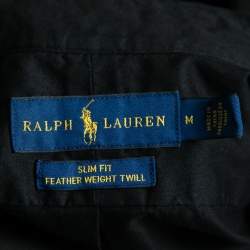 RALPH LAUREN
M
SLIM FIT
FEATHER WEIGHT TWILL